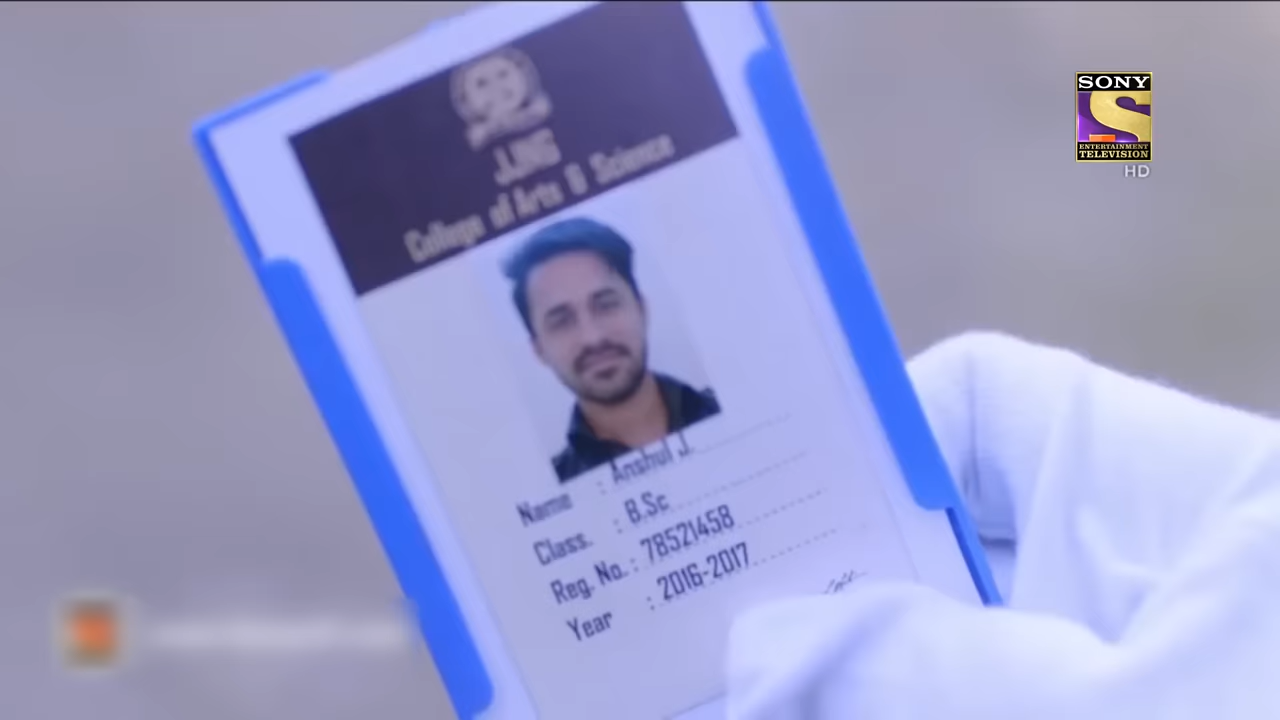 SONY
ENTERTAINMENT
TELEVISION
HD
JJNG
College of Arts & Science
Name : Anshul J.
Class. : B.Sc
Reg. No. : 78521458
Year : 2016-2017